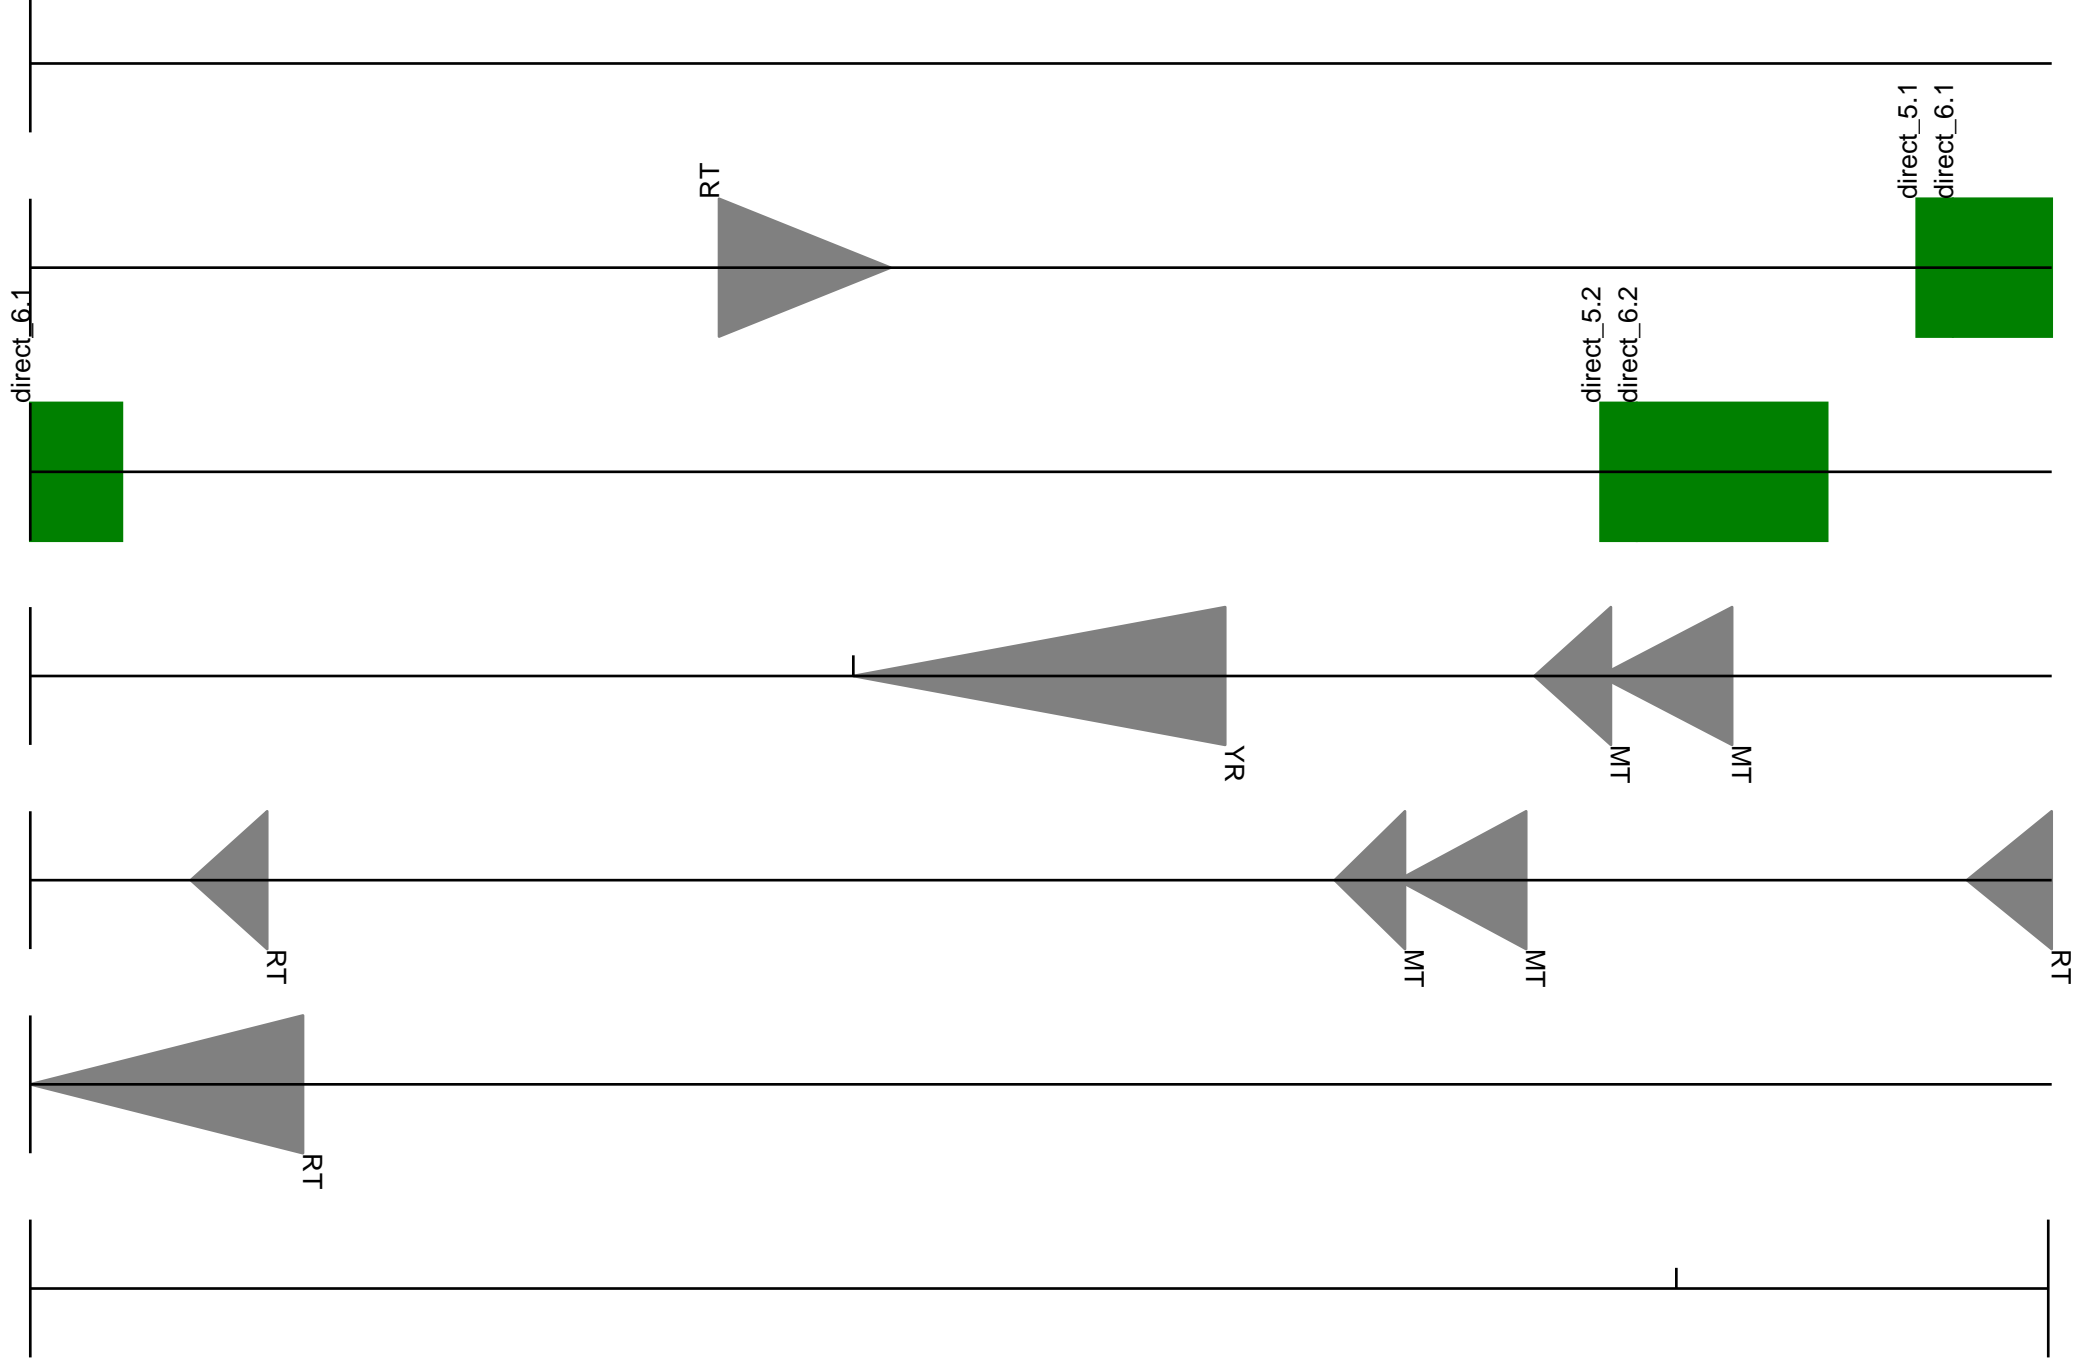 direct_5.1
direct_6.1
RT
direct_6.1
direct_5.2
direct_6.2
YR
MT
MT
RT
MT
MT
RT
RT